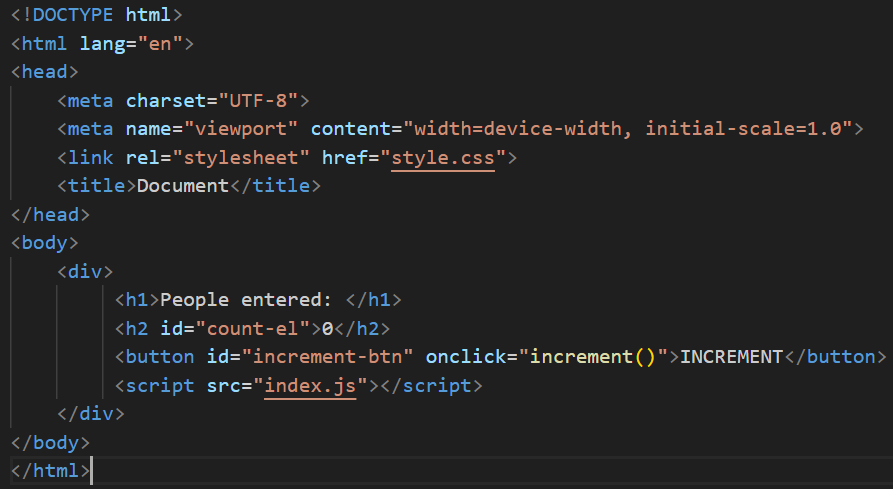 <!DOCTYPE html>
<html lang="en">
<head>
    <meta charset="UTF-8">
    <meta name="viewport" content="width=device-width, initial-scale=1.0">
    <link rel="stylesheet" href="style.css">
    <title>Document</title>
</head>
<body>
    <div>
         <h1>People entered: </h1>
         <h2 id="count-el">0</h2>
         <button id="increment-btn" onclick="increment()">INCREMENT</button>
         <script src="index.js"></script>
    </div>
</body>
</html>